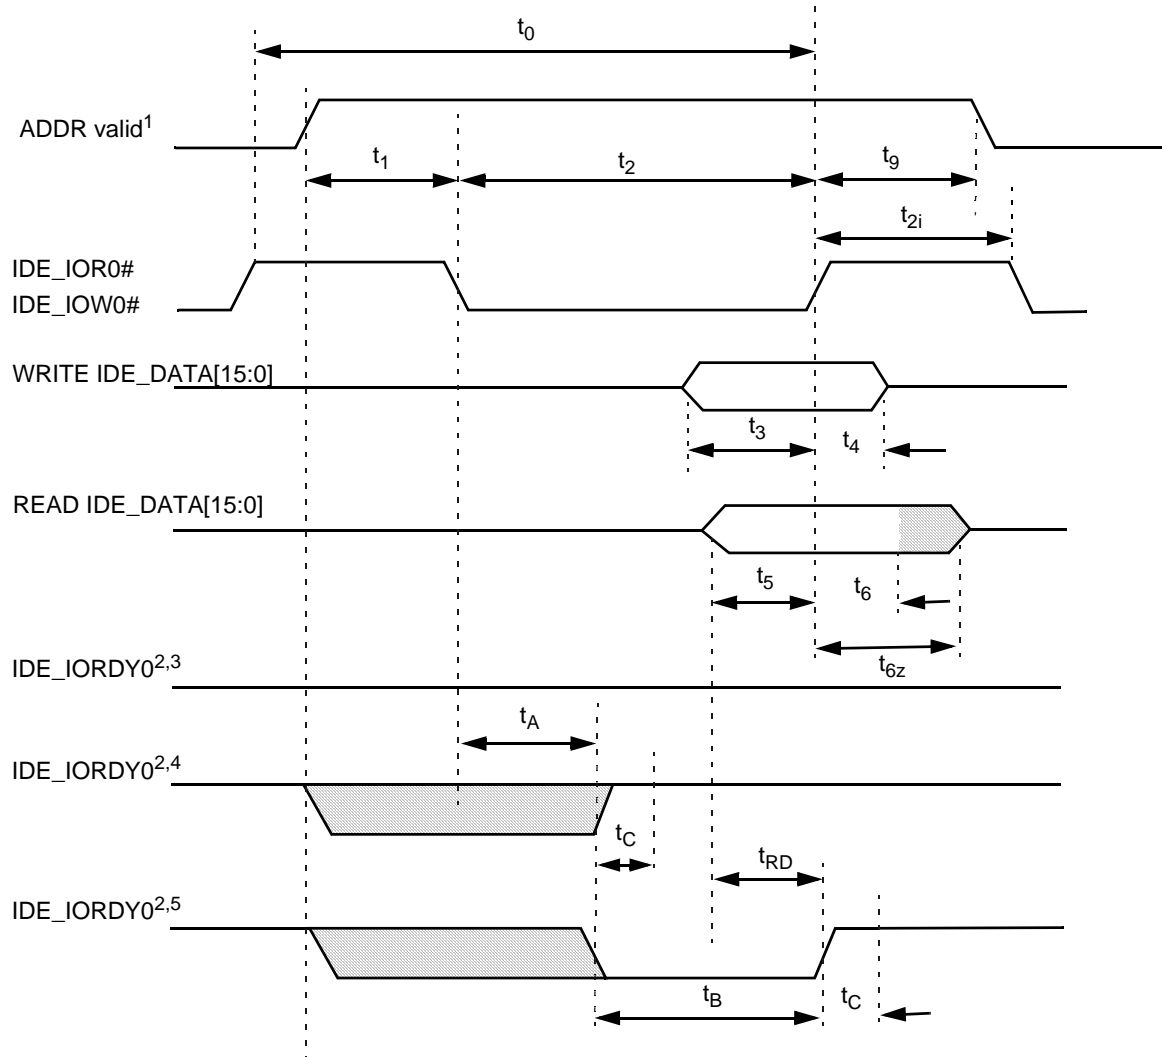 t0
ADDR valid1
t1
t2
t9
t2i
IDE_IOR0#
IDE_IOW0#
WRITE IDE_DATA[15:0]
t3
t4
READ IDE_DATA[15:0]
t5
t6
t6z
IDE_IORDY02,3
tA
IDE_IORDY02,4
tC
tRD
IDE_IORDY02,5
tB
tC